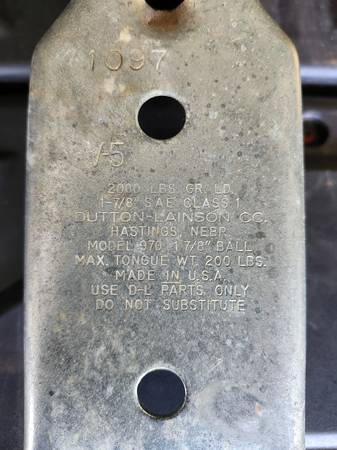 1097
/-5
2000 LBS. GR. LD.
1-7/8" SAE CLASS 1
DUTTON-LAINSON CO.
HASTINGS, NEBR.
MODEL 970 1 7/8" BALL
MAX. TONGUE WT. 200 LBS.
MADE IN U.S.A.
USE D-L PARTS ONLY
DO NOT SUBSTITUTE